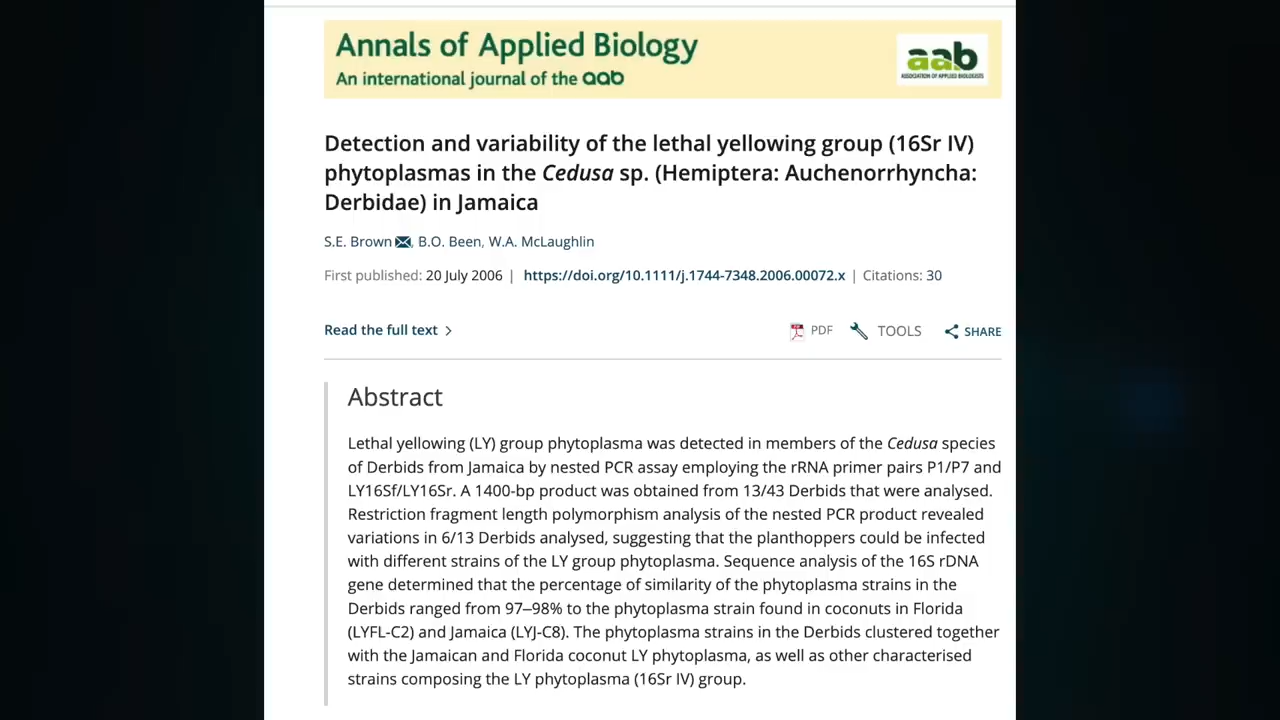 Annals of Applied Biology
An international journal of the aab
aab
ASSOCIATION OF APPLIED BIOLOGISTS
Detection and variability of the lethal yellowing group (16Sr IV)
phytoplasmas in the Cedusa sp. (Hemiptera: Auchenorrhyncha:
Derbidae) in Jamaica
S.E. Brown, B.O. Been, W.A. McLaughlin
First published: 20 July 2006 | https://doi.org/10.1111/j.1744-7348.2006.00072.x | Citations: 30
Read the full text >
PDF TOOLS SHARE
Abstract
Lethal yellowing (LY) group phytoplasma was detected in members of the Cedusa species
of Derbids from Jamaica by nested PCR assay employing the rRNA primer pairs P1/P7 and
LY16Sf/LY16Sr. A 1400-bp product was obtained from 13/43 Derbids that were analysed.
Restriction fragment length polymorphism analysis of the nested PCR product revealed
variations in 6/13 Derbids analysed, suggesting that the planthoppers could be infected
with different strains of the LY group phytoplasma. Sequence analysis of the 16S rDNA
gene determined that the percentage of similarity of the phytoplasma strains in the
Derbids ranged from 97–98% to the phytoplasma strain found in coconuts in Florida
(LYFL-C2) and Jamaica (LYJ-C8). The phytoplasma strains in the Derbids clustered together
with the Jamaican and Florida coconut LY phytoplasma, as well as other characterised
strains composing the LY phytoplasma (16Sr IV) group.